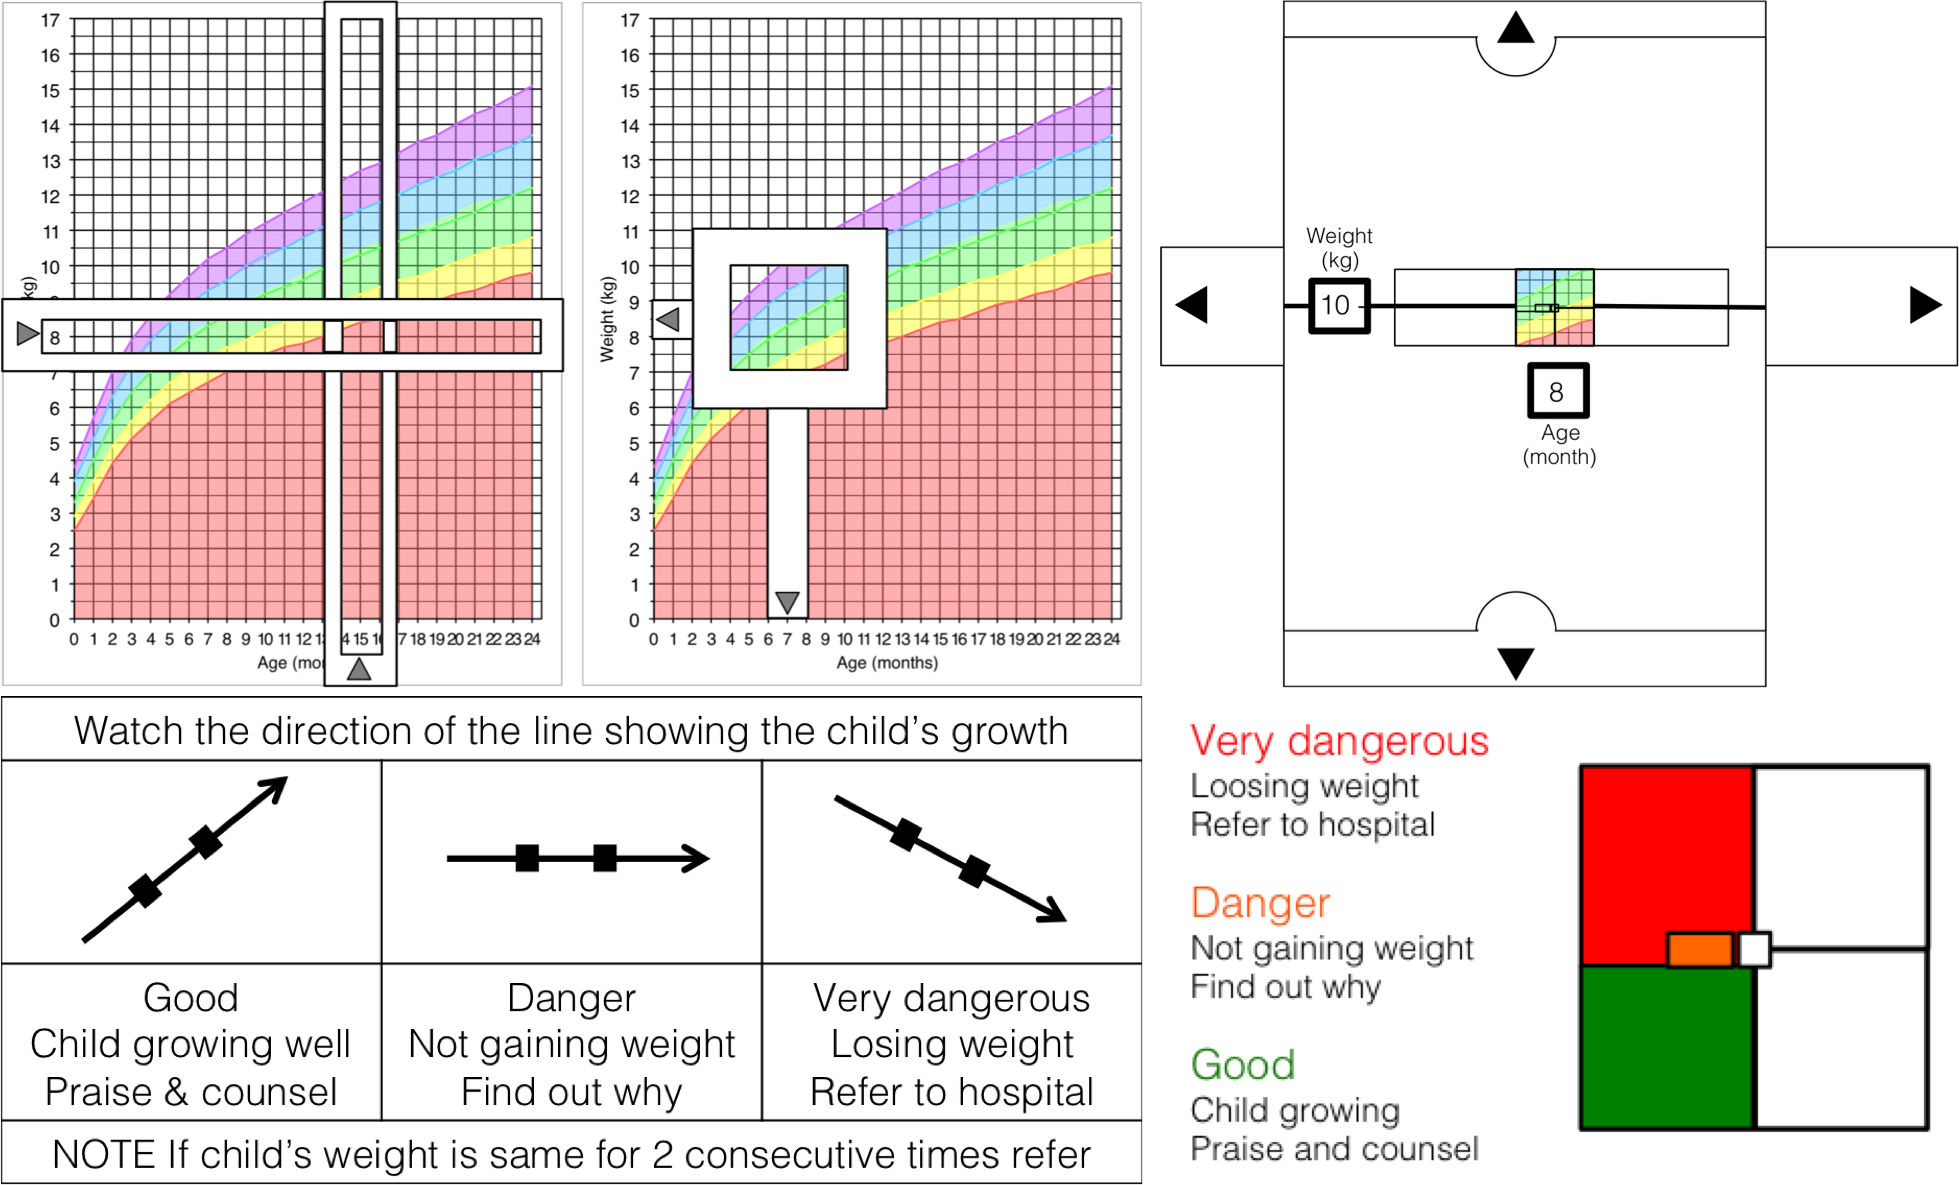 17
16
15
14
13
12
11
10
8
7
6
5
4
3
2
1
0
kg)
0 1 2 3 4 5 6 7 8 9 10 11 12 15 18 19 20 21 22 23 24
Age (mo
17
16
15
14
13
12
11
10
9
8
7
6
5
4
3
2
1
0
Weight (kg)
0 1 2 3 4 5 6 7 8 9 10 11 12 13 14 15 16 17 18 19 20 21 22 23 24
Age (months)
Weight
(kg)
10
8
Age
(month)
Watch the direction of the line showing the child's growth
Good
Child growing well
Praise & counsel
Danger
Not gaining weight
Find out why
Very dangerous
Losing weight
Refer to hospital
NOTE If child's weight is same for 2 consecutive times refer
Very dangerous
Loosing weight
Refer to hospital
Danger
Not gaining weight
Find out why
Good
Child growing
Praise and counsel